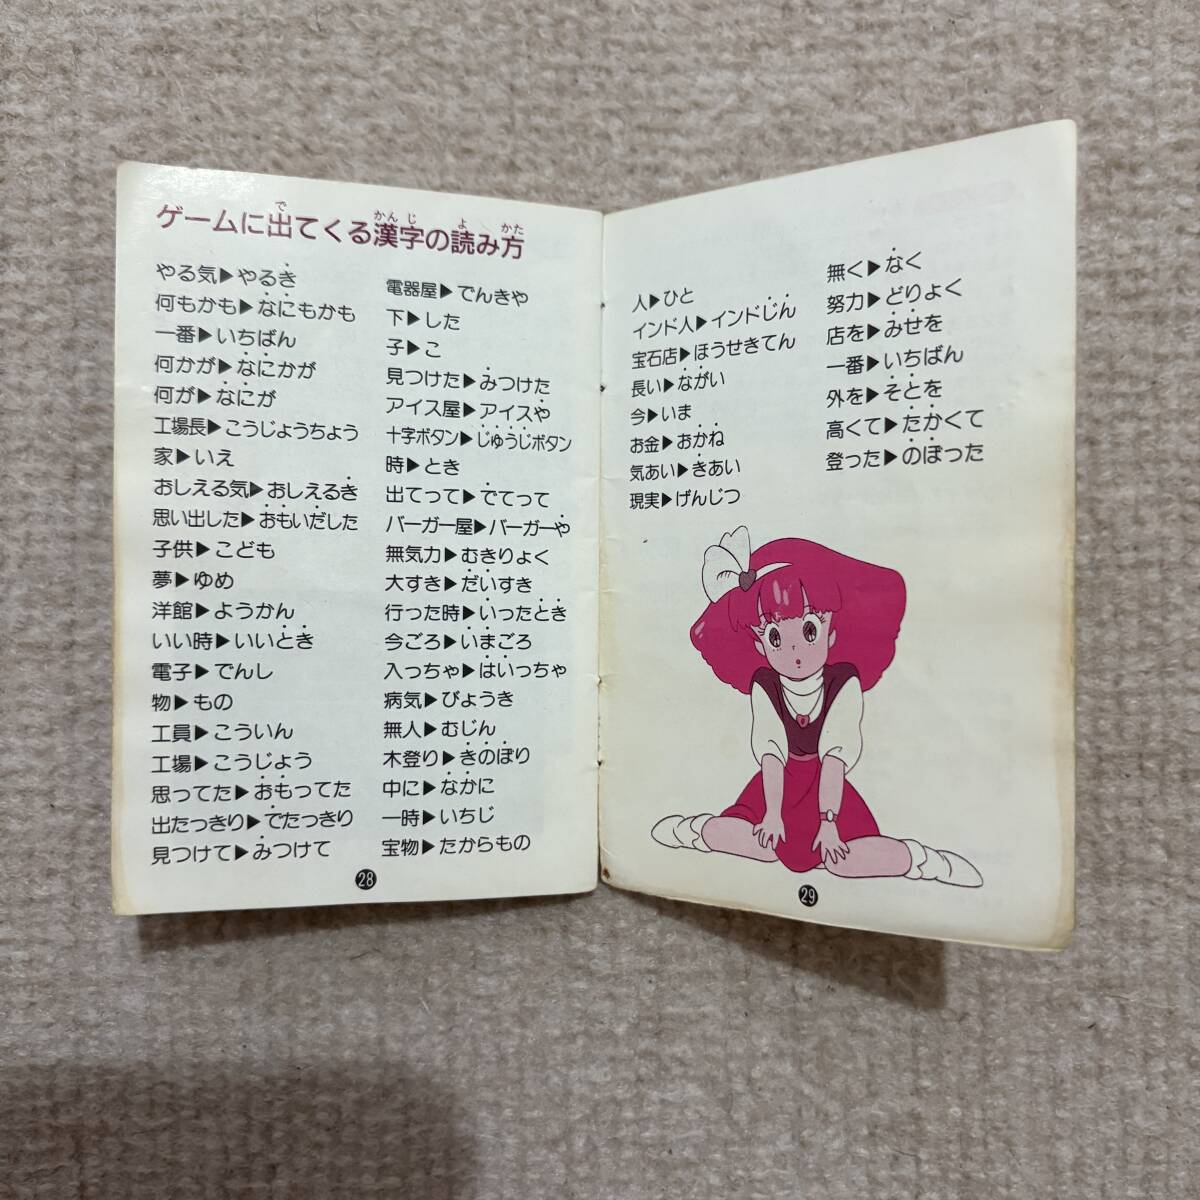 ゲームに出てくる漢字の読み方
やる気▶やるき
何もかも▶なにもかも
一番▶いちばん
何かが▶なにかが
何が▶なにが
工場長▶こうじょうちょう
家▶いえ
おしえる気▶おしえるき
思い出した▶おもいだした
子供▶こども
夢▶ゆめ
洋館▶ようかん
いい時▶いいとき
電子▶でんし
物▶もの
工員▶こういん
工場▶こうじょう
思ってた▶おもってた
出たっきり▶でたっきり
見つけて▶みつけて
電器屋▶でんきや
下▶した
子▶こ
見つけた▶みつけた
アイス屋▶アイスや
十字ボタン▶じゅうじボタン
時▶とき
出てって▶でてって
バーガー屋▶バーガーや
無気力▶むきりょく
大すき▶だいすき
行った時▶いったとき
今ごろ▶いまごろ
入っちゃ▶はいっちゃ
病気▶びょうき
無人▶むじん
木登り▶きのぼり
中に▶なかに
一時▶いちじ
宝物▶たからもの
28
人▶ひと
インド人▶インドじん
宝石店▶ほうせきてん
長い▶ながい
今▶いま
お金▶おかね
気あい▶きあい
現実▶げんじつ
無く▶なく
努力▶どりょく
店を▶みせを
一番▶いちばん
外を▶そとを
高くて▶たかくて
登った▶のぼった
29